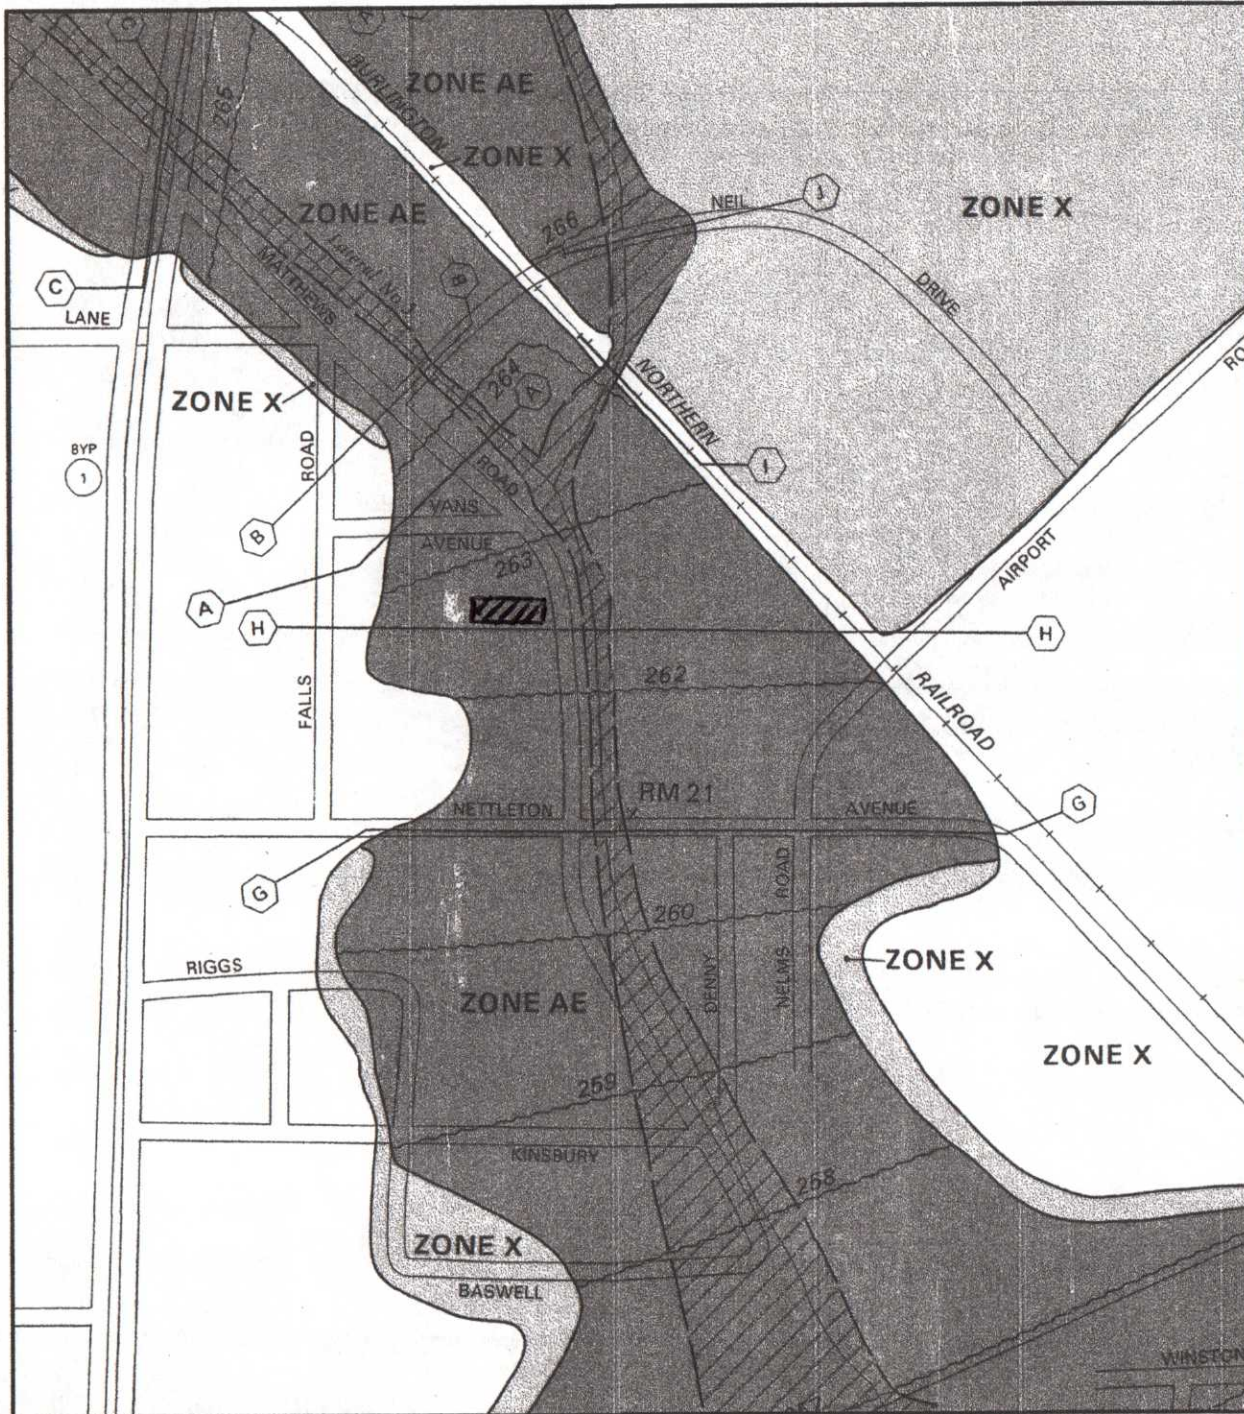 C
A
ZONE AE
265
BURLINGTON
ZONE X
ZONE AE
NEIL
J
ZONE X
266
Lateral No. 3
MATTHEWS
B
C
LANE
DRIVE
264
A
NORTHERN
ZONE X
BYP
1
ROAD
ROAD
I
VANS
AVENUE
B
263
AIRPORT
A
H
H
262
FALLS
RAILROAD
RM 21
NETTLETON
AVENUE
G
G
ROAD
260
ZONE X
RIGGS
DENNY
NELMS
ZONE AE
ZONE X
259
KINSBURY
258
ZONE X
BASWELL
WINSTON